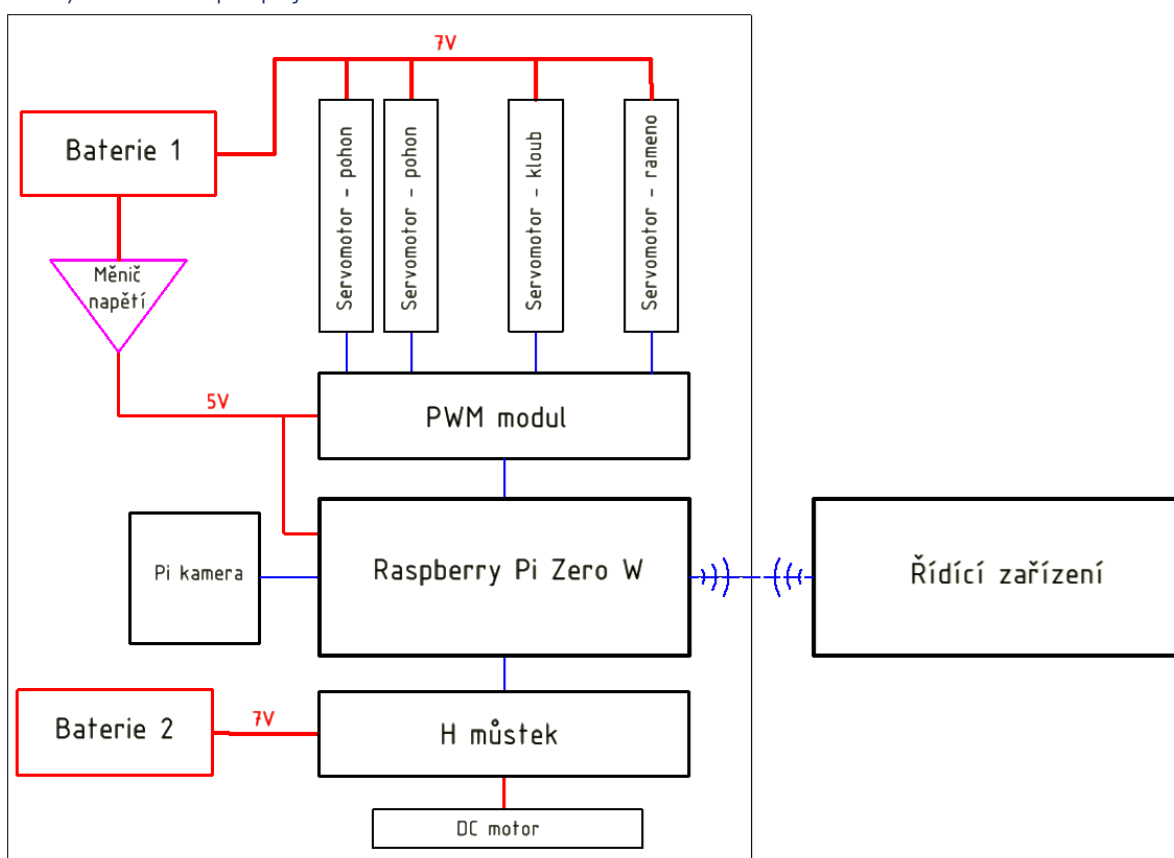 7V
Baterie 1
Servomotor - pohon
Servomotor - pohon
Servomotor - kloub
Servomotor - rameno
Měnič
napětí
5V
PWM modul
Pi kamera
Raspberry Pi Zero W
Řídící zařízení
Baterie 2
7V
H můstek
DC motor